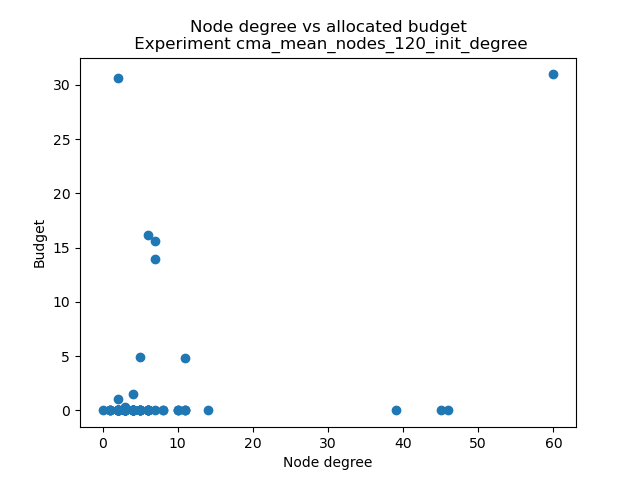 Node degree vs allocated budget
Experiment cma_mean_nodes_120_init_degree
30
25
20
15
10
5
0
Budget
0 10 20 30 40 50 60
Node degree